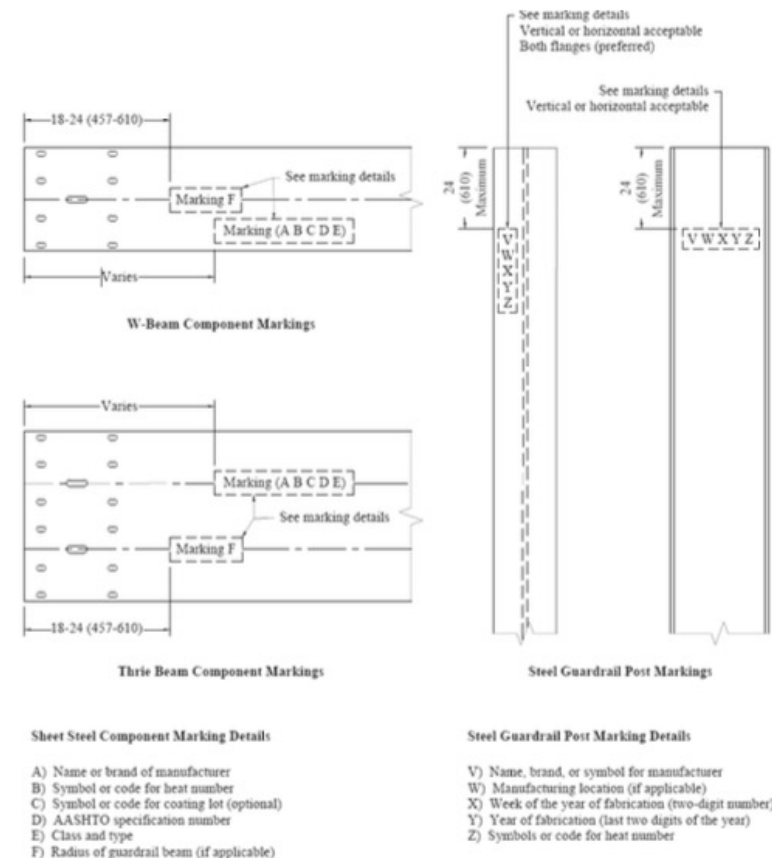 See marking details
Vertical or horizontal acceptable
Both flanges (preferred)
See marking details
Vertical or horizontal acceptable
18-24 (457-610)
See marking details
Marking F
Marking (A B C D E)
Varies
W-Beam Component Markings
24
(610)
Maximum
V
W
X
Y
Z
24
(610)
Maximum
V W X Y Z
Varies
Marking (A B C D E)
See marking details
Marking F
18-24 (457-610)
Thrie Beam Component Markings
Steel Guardrail Post Markings
Sheet Steel Component Marking Details
A) Name or brand of manufacturer
B) Symbol or code for heat number
C) Symbol or code for coating lot (optional)
D) AASHTO specification number
E) Class and type
F) Radius of guardrail beam (if applicable)
Steel Guardrail Post Marking Details
V) Name, brand, or symbol for manufacturer
W) Manufacturing location (if applicable)
X) Week of the year of fabrication (two-digit number)
Y) Year of fabrication (last two digits of the year)
Z) Symbols or code for heat number